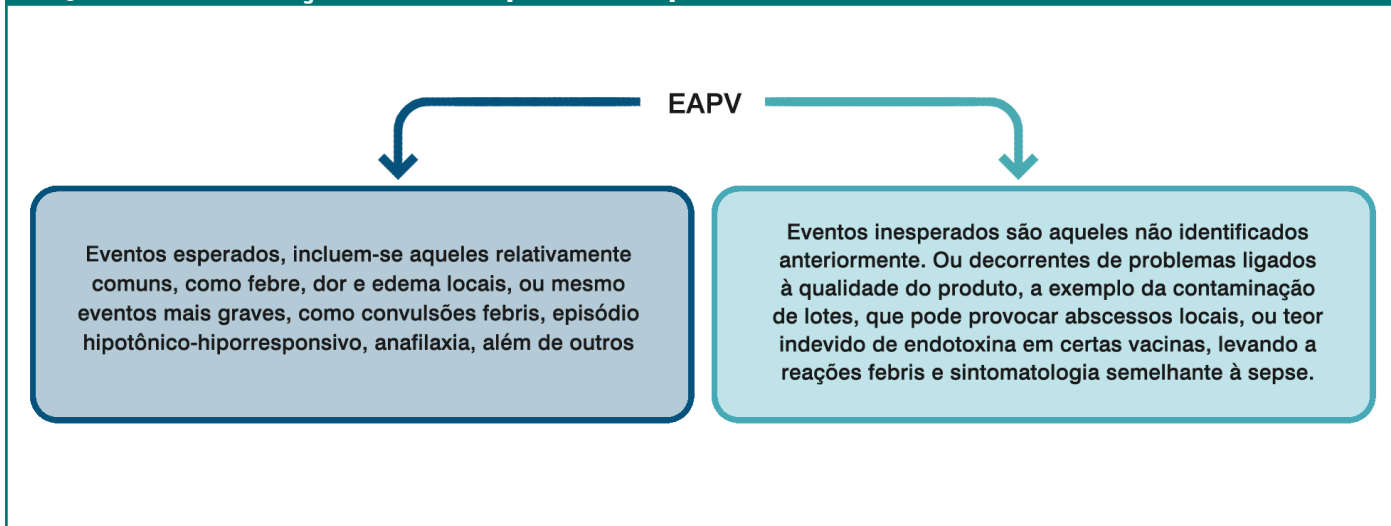 EAPV
Eventos esperados, incluem-se aqueles relativamente
comuns, como febre, dor e edema locais, ou mesmo
eventos mais graves, como convulsões febris, episódio
hipotônico-hiporresponsivo, anafilaxia, além de outros
Eventos inesperados são aqueles não identificados
anteriormente. Ou decorrentes de problemas ligados
à qualidade do produto, a exemplo da contaminação
de lotes, que pode provocar abscessos locais, ou teor
indevido de endotoxina em certas vacinas, levando a
reações febris e sintomatologia semelhante à sepse.